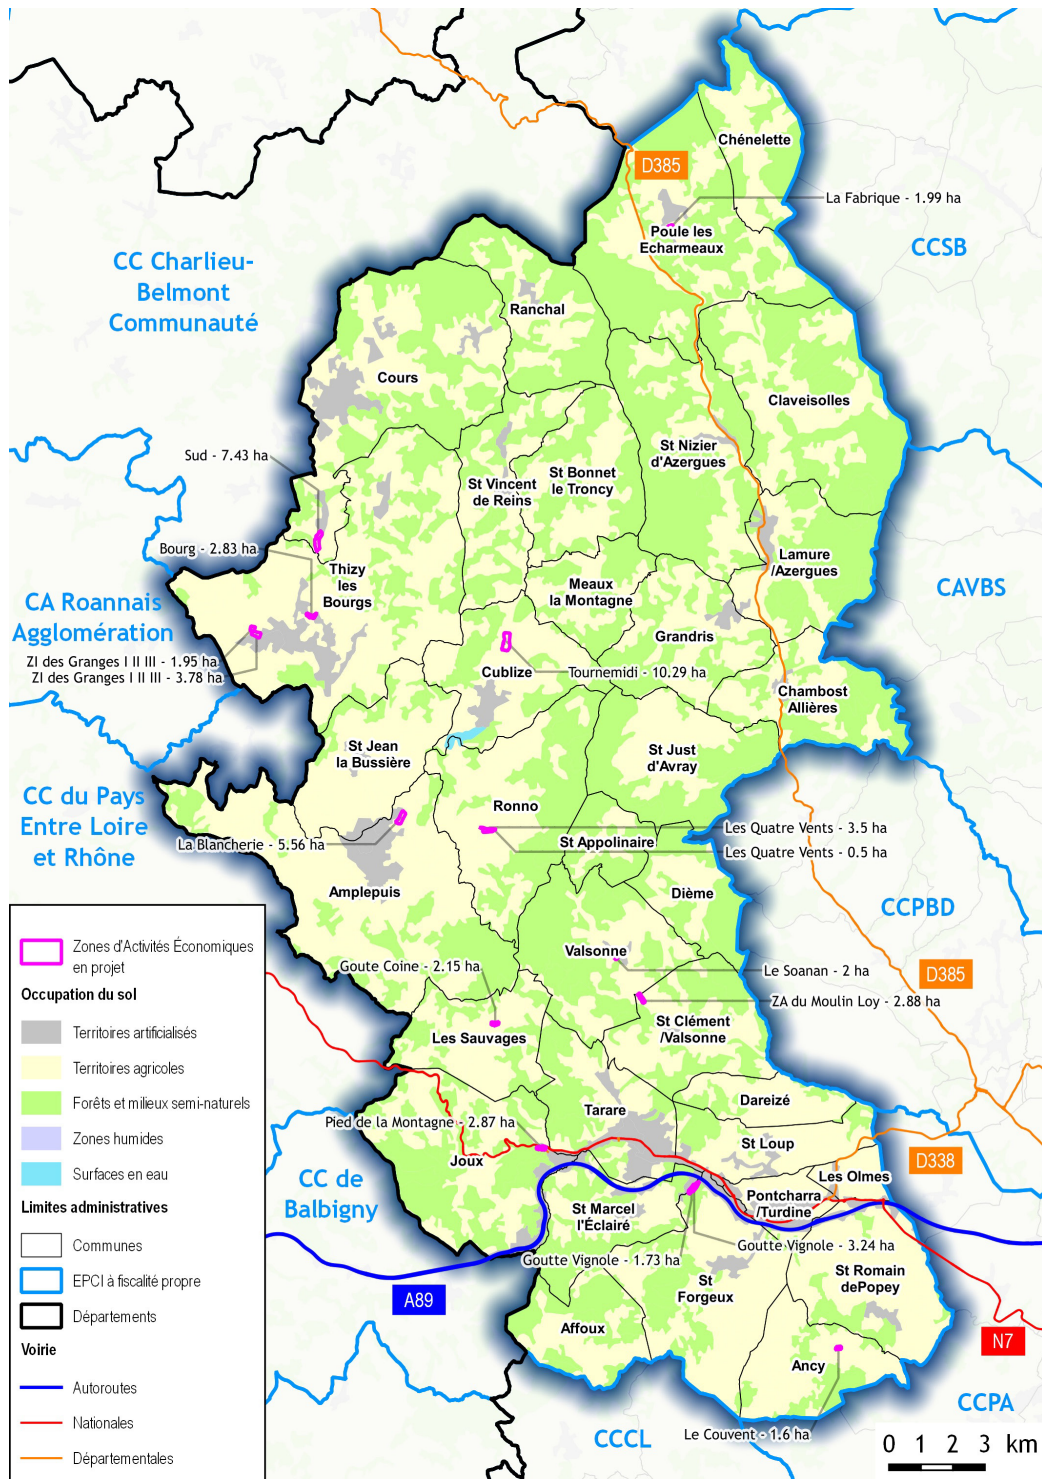 Chénelette
D385
La Fabrique - 1.99 ha
Poule les
Echarmeaux
CCSB
CC Charlieu-
Belmont
Communauté
Ranchal
Cours
Claveisolles
Sud - 7.43 ha
St Nizier
d'Azergues
St Bonnet
le Troncy
St Vincent
de Reins
Bourg - 2.83 ha
Lamure
/Azergues
Thizy
les
Bourgs
Meaux
la Montagne
CAVBS
CA Roannais
Agglomération
Grandris
ZI des Granges I II III - 1.95 ha
ZI des Granges I II III - 3.78 ha
Cublize
Tournemidi - 10.29 ha
Chambost
Allières
St Jean
la Bussière
St Just
d'Avray
CC du Pays
Entre Loire
et Rhône
Ronno
Les Quatre Vents - 3.5 ha
La Blancherie - 5.56 ha
St Appolinaire
Les Quatre Vents - 0.5 ha
Amplepuis
Dième
CCPBD
Valsonne
Goute Coine - 2.15 ha
Le Soanan - 2 ha
D385
ZA du Moulin Loy - 2.88 ha
Les Sauvages
St Clément
/Valsonne
Dareizé
Tarare
Pied de la Montagne - 2.87 ha
St Loup
Joux
D338
Les Olmes
CC de
Balbigny
Pontcharra
/Turdine
St Marcel
l'Éclairé
Goutte Vignole - 3.24 ha
Goutte Vignole - 1.73 ha
St
Forgeux
St Romain
dePopey
A89
Affoux
N7
Ancy
CCPA
Le Couvent - 1.6 ha
CCCL
0 1 2 3 km
Zones d'Activités Économiques
en projet
Occupation du sol
Territoires artificialisés
Territoires agricoles
Forêts et milieux semi-naturels
Zones humides
Surfaces en eau
Limites administratives
Communes
EPCI à fiscalité propre
Départements
Voirie
Autoroutes
Nationales
Départementales